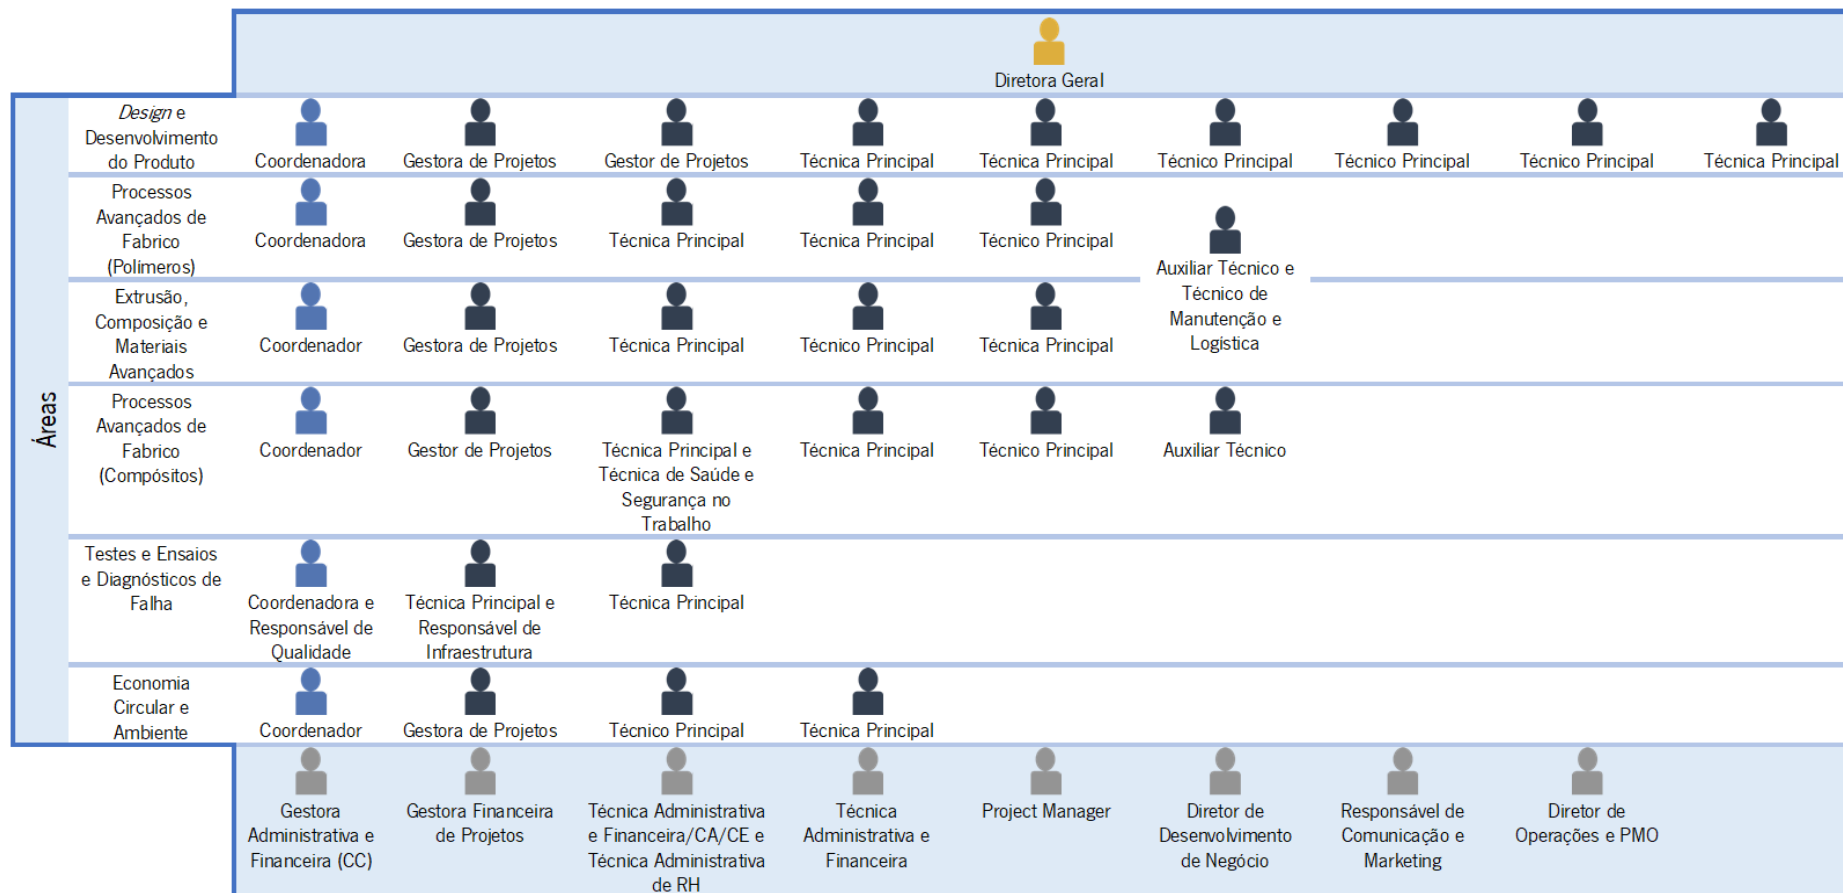 Diretora Geral
Áreas
Design e
Desenvolvimento
do Produto
Coordenadora
Gestora de Projetos
Gestor de Projetos
Técnica Principal
Técnica Principal
Técnico Principal
Técnico Principal
Técnico Principal
Técnica Principal
Processos
Avançados de
Fabrico
(Polímeros)
Coordenadora
Gestora de Projetos
Técnica Principal
Técnica Principal
Técnico Principal
Auxiliar Técnico e
Técnico de
Manutenção e
Logística
Extrusão,
Composição e
Materiais
Avançados
Coordenador
Gestora de Projetos
Técnica Principal
Técnico Principal
Técnica Principal
Processos
Avançados de
Fabrico
(Compósitos)
Coordenador
Gestor de Projetos
Técnica Principal e
Técnica de Saúde e
Segurança no
Trabalho
Técnica Principal
Técnico Principal
Auxiliar Técnico
Testes e Ensaios
e Diagnósticos de
Falha
Coordenadora e
Responsável de
Qualidade
Técnica Principal e
Responsável de
Infraestrutura
Técnica Principal
Economia
Circular e
Ambiente
Coordenador
Gestora de Projetos
Técnico Principal
Técnica Principal
Gestora
Administrativa e
Financeira (CC)
Gestora Financeira
de Projetos
Técnica Administrativa
e Financeira/CA/CE e
Técnica Administrativa
de RH
Técnica
Administrativa e
Financeira
Project Manager
Diretor de
Desenvolvimento
de Negócio
Responsável de
Comunicação e
Marketing
Diretor de
Operações e PMO